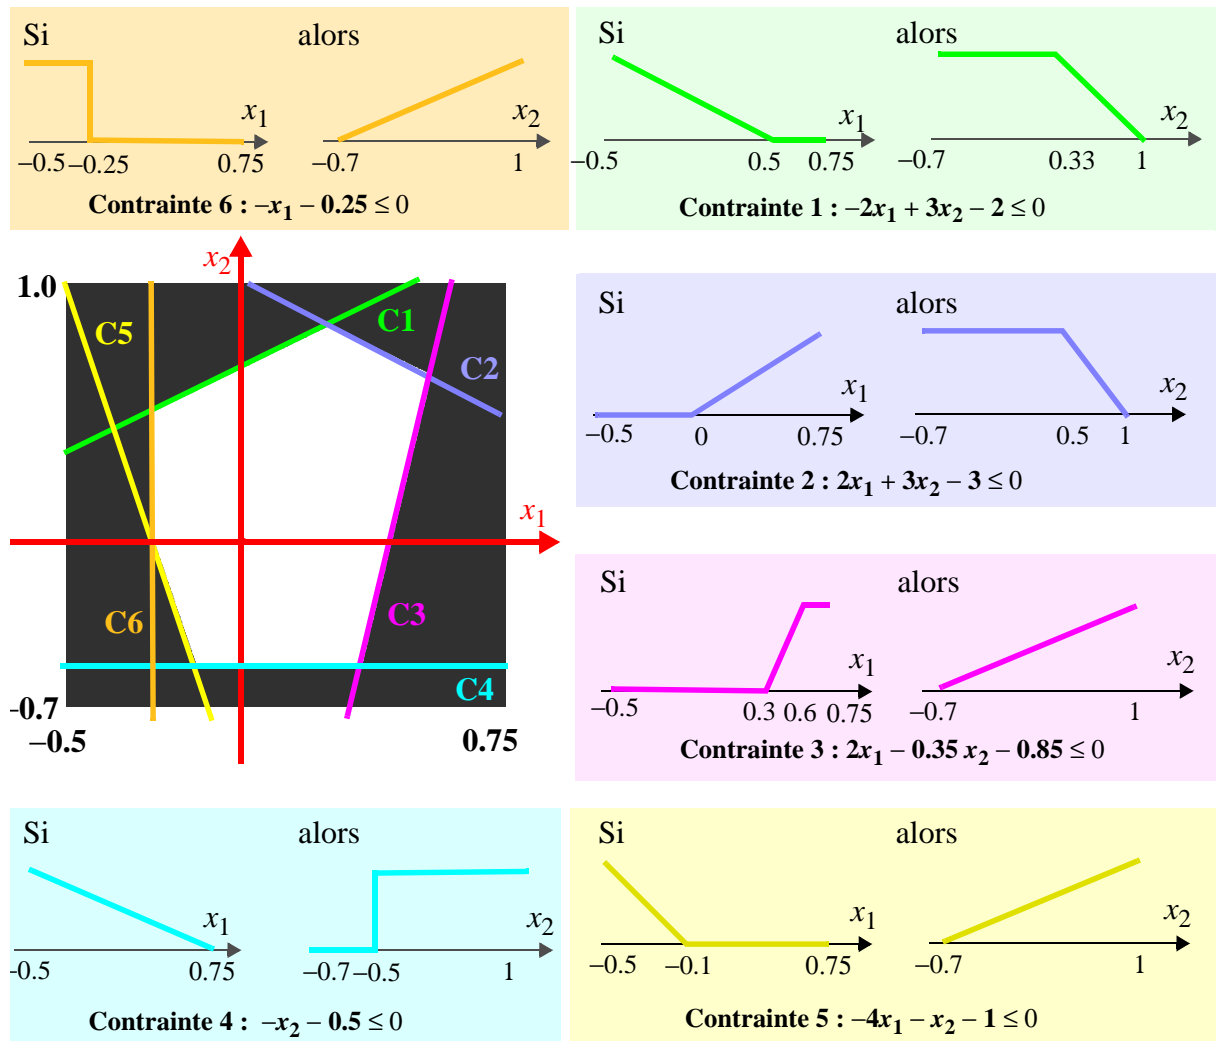 Si alors
x1 x2
−0.5 −0.25 0.75 −0.7 1
Contrainte 6 : −x1 − 0.25 ≤ 0
Si alors
x1 x2
−0.5 0.5 0.75 −0.7 0.33 1
Contrainte 1 : −2x1 + 3x2 − 2 ≤ 0
x2
1.0
C5 C1
C2
x1
C6 C3
C4
-0.7
−0.5 0.75
Si alors
x1 x2
−0.5 0 0.75 −0.7 0.5 1
Contrainte 2 : 2x1 + 3x2 − 3 ≤ 0
Si alors
x1 x2
−0.5 0.3 0.6 0.75 −0.7 1
Contrainte 3 : 2x1 − 0.35 x2 − 0.85 ≤ 0
Si alors
x1 x2
-0.5 0.75 −0.7 −0.5 1
Contrainte 4 : −x2 − 0.5 ≤ 0
Si alors
x1 x2
−0.5 −0.1 0.75 −0.7 1
Contrainte 5 : −4x1 − x2 − 1 ≤ 0